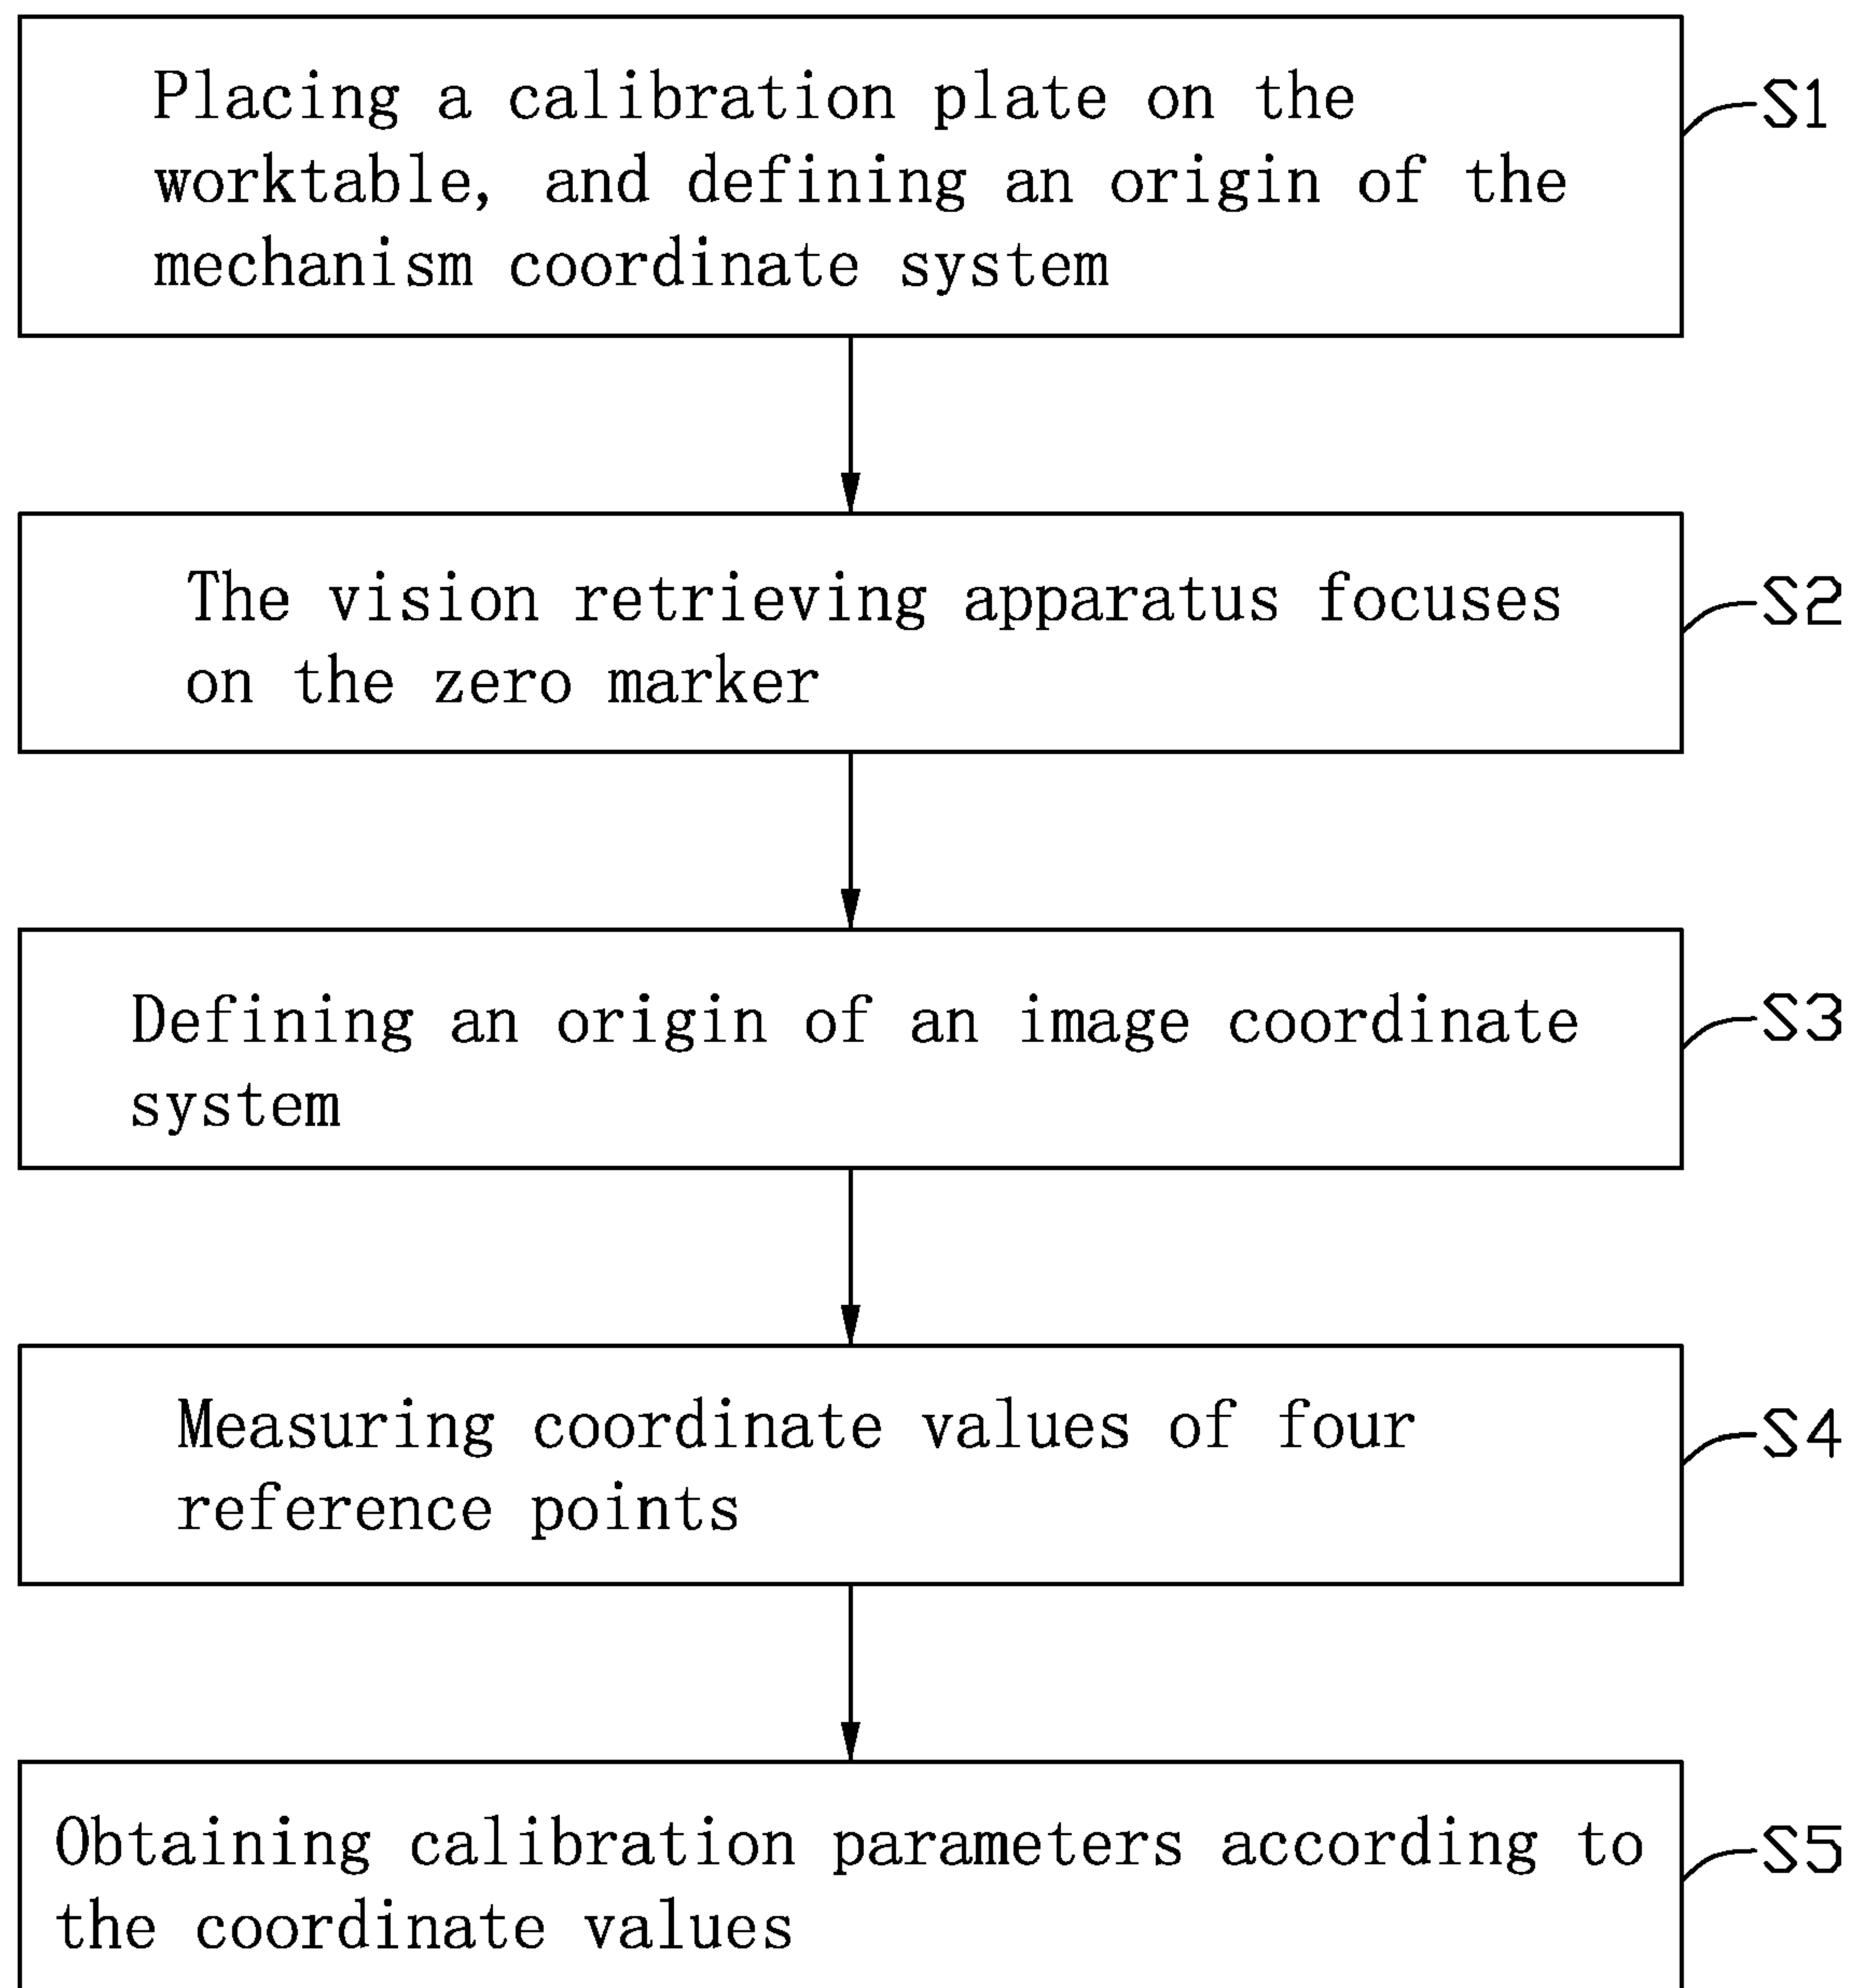 Placing a calibration plate on the
worktable, and defining an origin of the
mechanism coordinate system
S1
The vision retrieving apparatus focuses
on the zero marker
S2
Defining an origin of an image coordinate
system
S3
Measuring coordinate values of four
reference points
S4
Obtaining calibration parameters according to
the coordinate values
S5